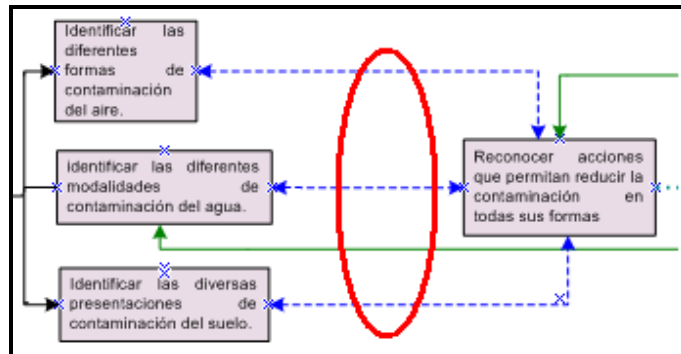 Identificar las
diferentes
formas de
contaminación
del aire.
identificar las diferentes
modalidades de
contaminación del agua.
Identificar las diversas
presentaciones de
contaminación del suelo.
Reconocer acciones
que permitan reducir la
contaminación en
todas sus formas